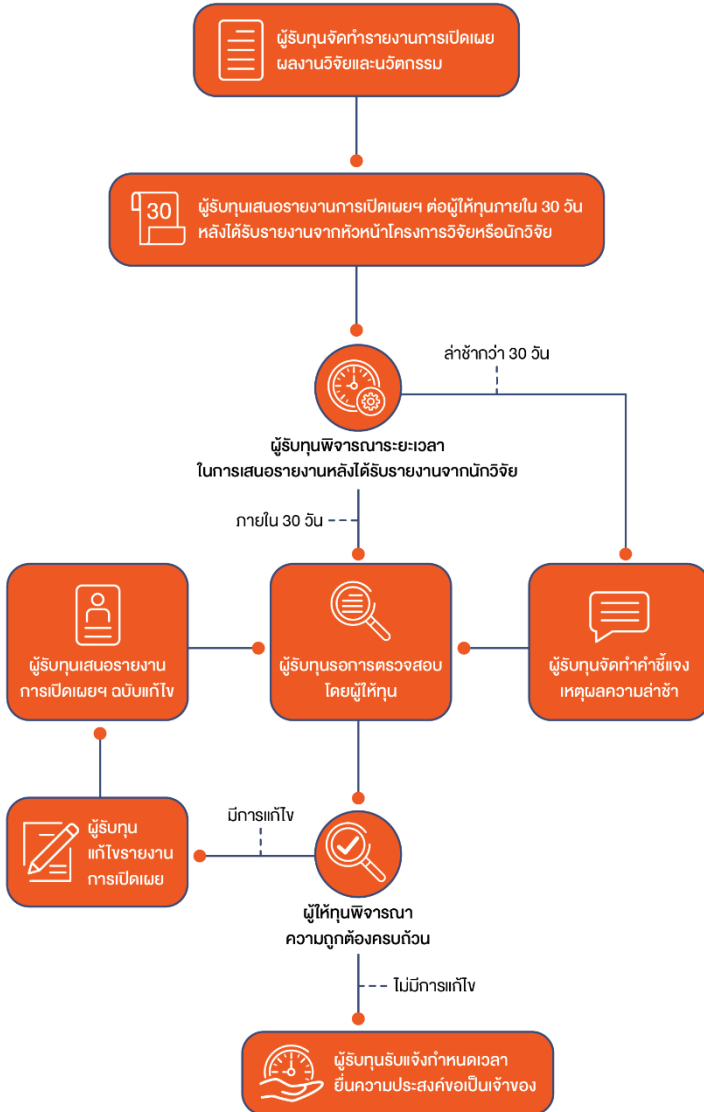 ผู้รับทุนจัดทำรายงานการเปิดเผย
ผลงานวิจัยและนวัตกรรม
30
ผู้รับทุนเสนอรายงานการเปิดเผยฯ ต่อผู้ให้ทุนภายใน 30 วัน
หลังได้รับรายงานจากหัวหน้าโครงการวิจัยหรือนักวิจัย
ล่าช้ากว่า 30 วัน
ผู้รับทุนพิจารณาระยะเวลา
ในการเสนอรายงานหลังได้รับรายงานจากนักวิจัย
ภายใน 30 วัน
ผู้รับทุนเสนอรายงาน
การเปิดเผยฯ ฉบับแก้ไข
ผู้รับทุนรอการตรวจสอบ
โดยผู้ให้ทุน
ผู้รับทุนจัดทำคำชี้แจง
เหตุผลความล่าช้า
มีการแก้ไข
ผู้รับทุน
แก้ไขรายงาน
การเปิดเผย
ผู้ให้ทุนพิจารณา
ความถูกต้องครบถ้วน
ไม่มีการแก้ไข
ผู้รับทุนรับแจ้งกำหนดเวลา
ยื่นความประสงค์ขอเป็นเจ้าของ